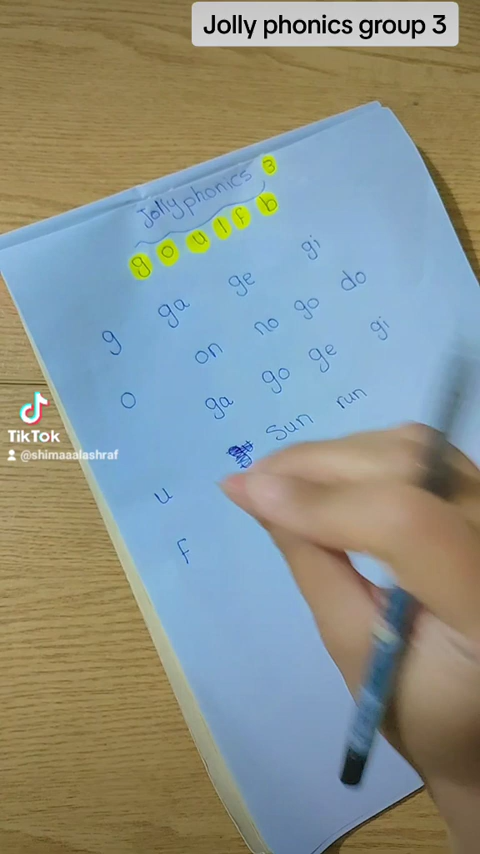 Jolly phonics group 3
Jolly phonics 3
g o u l f b
g ga ge gi
o on no go do
ga go ge gi
u sun run
f
TikTok
@shimaaalashraf